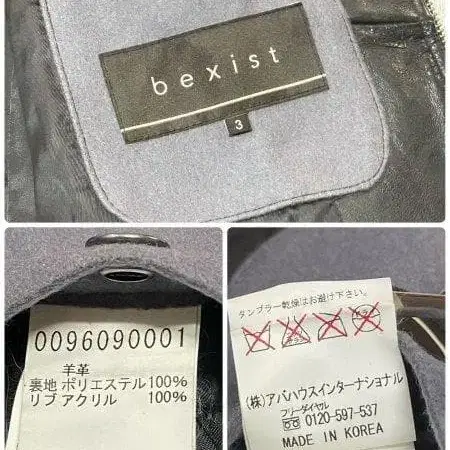 bexist
3
0096090001
羊革
裏地 ポリエステル100%
リブ アクリル 100%
タンブラー乾燥はお避け下さい。
(株)アバハウスインターナショナル
フリーダイヤル
0120-597-537
MADE IN KOREA